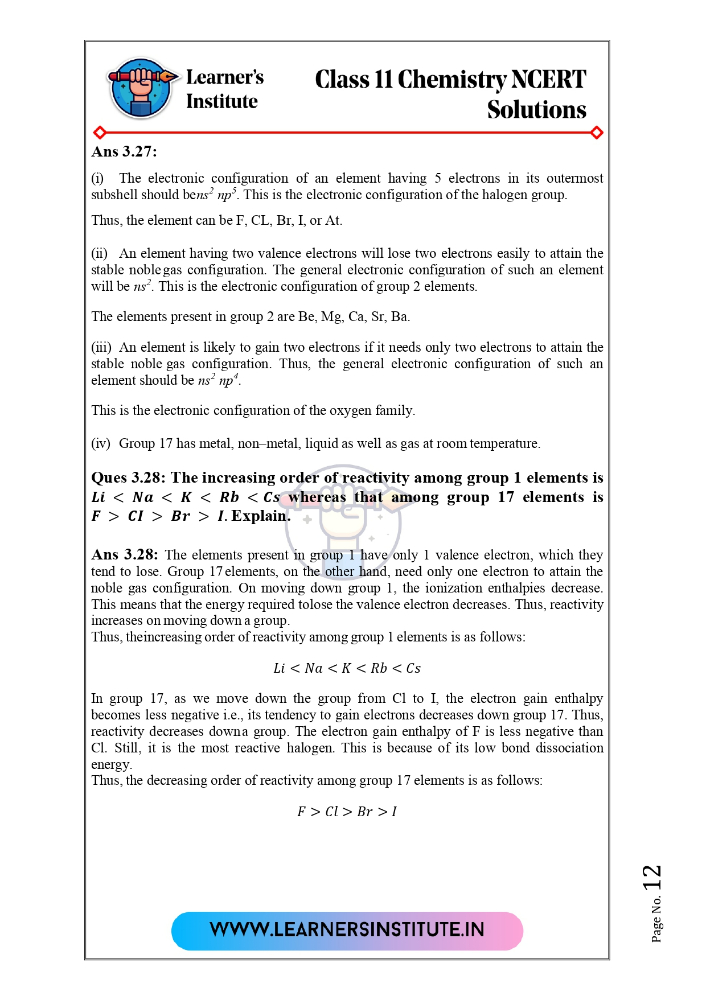 Learner's
Institute
Class 11 Chemistry NCERT
Solutions
Ans 3.27:
(i) The electronic configuration of an element having 5 electrons in its outermost
subshell should bens² np⁵. This is the electronic configuration of the halogen group.
Thus, the element can be F, CL, Br, I, or At.
(ii) An element having two valence electrons will lose two electrons easily to attain the
stable noble gas configuration. The general electronic configuration of such an element
will be ns². This is the electronic configuration of group 2 elements.
The elements present in group 2 are Be, Mg, Ca, Sr, Ba.
(iii) An element is likely to gain two electrons if it needs only two electrons to attain the
stable noble gas configuration. Thus, the general electronic configuration of such an
element should be ns² np⁴.
This is the electronic configuration of the oxygen family.
(iv) Group 17 has metal, non–metal, liquid as well as gas at room temperature.
Ques 3.28: The increasing order of reactivity among group 1 elements is
Li < Na < K < Rb < Cs whereas that among group 17 elements is
F > CI > Br > I. Explain.
Ans 3.28: The elements present in group 1 have only 1 valence electron, which they
tend to lose. Group 17 elements, on the other hand, need only one electron to attain the
noble gas configuration. On moving down group 1, the ionization enthalpies decrease.
This means that the energy required tolose the valence electron decreases. Thus, reactivity
increases on moving down a group.
Thus, theincreasing order of reactivity among group 1 elements is as follows:
Li < Na < K < Rb < Cs
In group 17, as we move down the group from Cl to I, the electron gain enthalpy
becomes less negative i.e., its tendency to gain electrons decreases down group 17. Thus,
reactivity decreases down a group. The electron gain enthalpy of F is less negative than
Cl. Still, it is the most reactive halogen. This is because of its low bond dissociation
energy.
Thus, the decreasing order of reactivity among group 17 elements is as follows:
F > Cl > Br > I
WWW.LEARNERSINSTITUTE.IN
Page No. 12